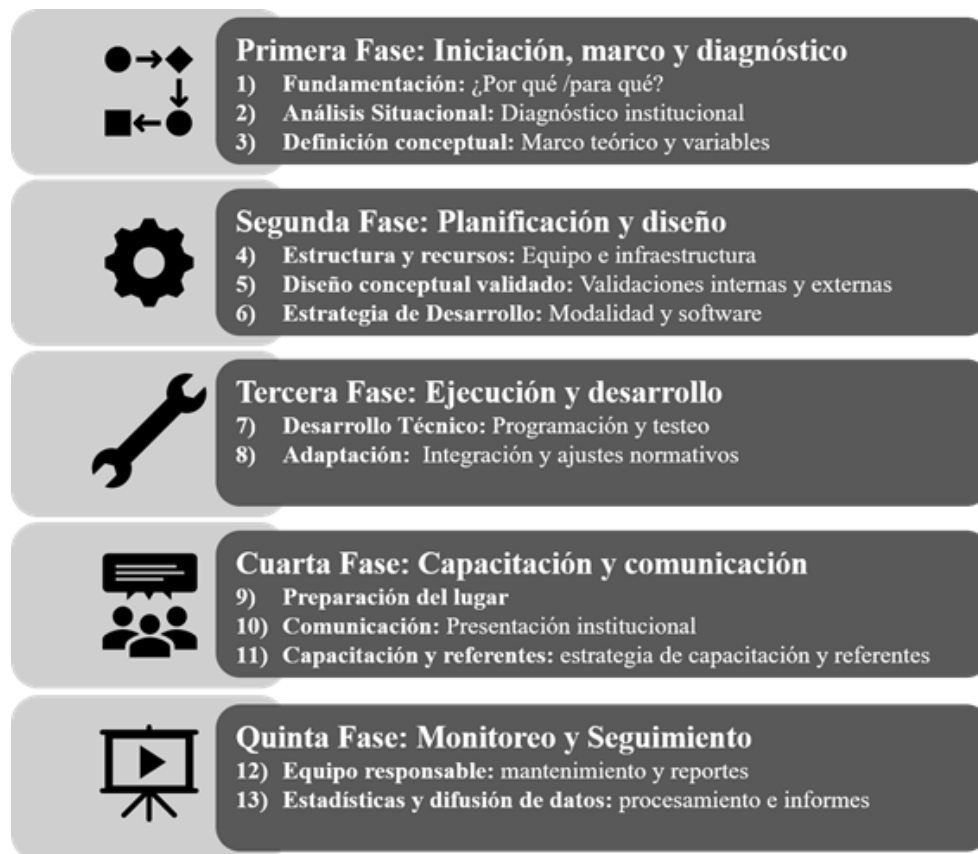 Primera Fase: Iniciación, marco y diagnóstico
1) Fundamentación: ¿Por qué /para qué?
2) Análisis Situacional: Diagnóstico institucional
3) Definición conceptual: Marco teórico y variables
Segunda Fase: Planificación y diseño
4) Estructura y recursos: Equipo e infraestructura
5) Diseño conceptual validado: Validaciones internas y externas
6) Estrategia de Desarrollo: Modalidad y software
Tercera Fase: Ejecución y desarrollo
7) Desarrollo Técnico: Programación y testeo
8) Adaptación: Integración y ajustes normativos
Cuarta Fase: Capacitación y comunicación
9) Preparación del lugar
10) Comunicación: Presentación institucional
11) Capacitación y referentes: estrategia de capacitación y referentes
Quinta Fase: Monitoreo y Seguimiento
12) Equipo responsable: mantenimiento y reportes
13) Estadísticas y difusión de datos: procesamiento e informes